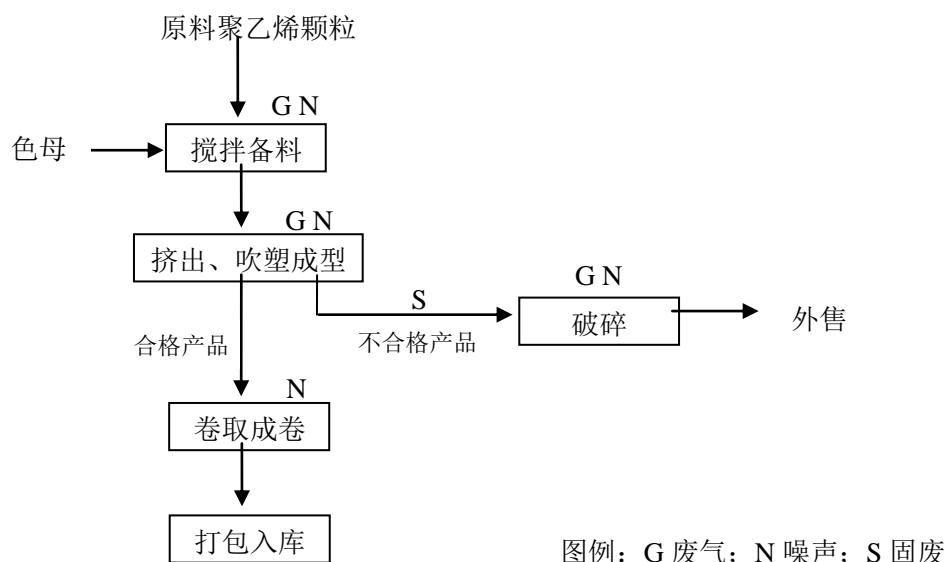 原料聚乙烯颗粒
G N
色母
搅拌备料
G N
挤出、吹塑成型
G N
S
破碎
外售
合格产品
不合格产品
N
卷取成卷
打包入库
图例：G 废气；N 噪声；S 固废